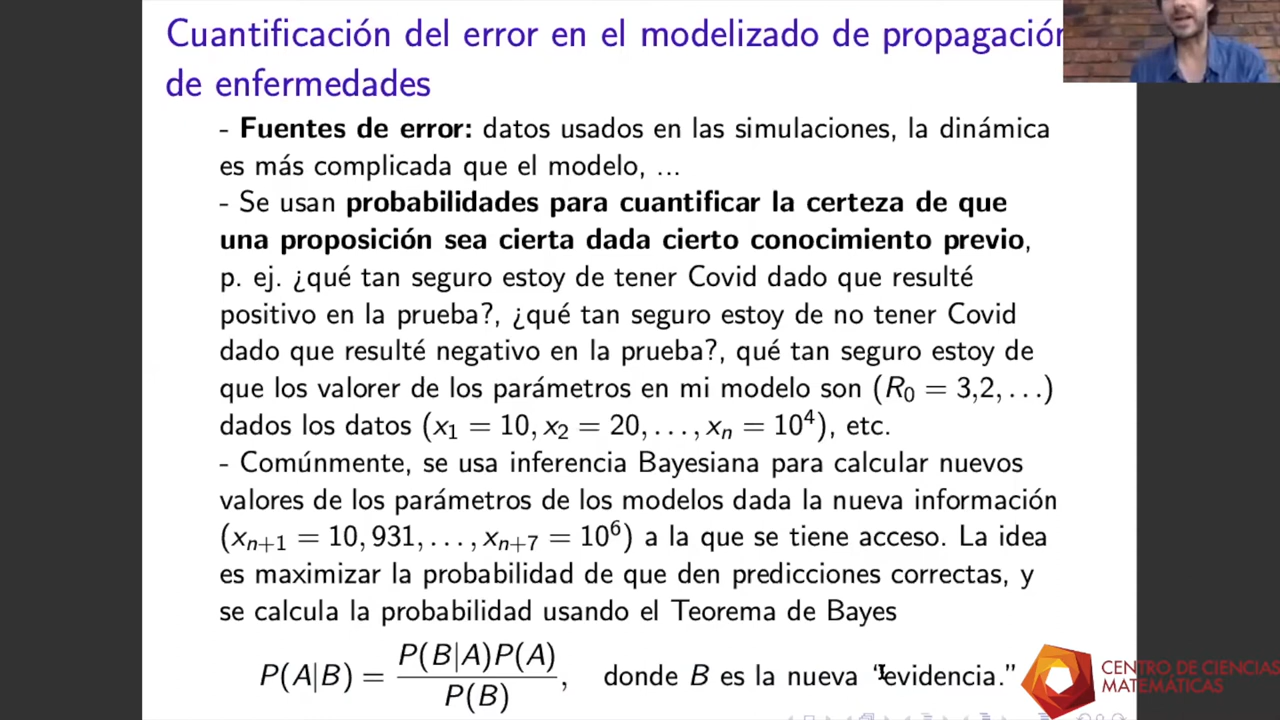 Cuantificación del error en el modelizado de propagación
de enfermedades
- Fuentes de error: datos usados en las simulaciones, la dinámica
es más complicada que el modelo, ...
- Se usan probabilidades para cuantificar la certeza de que
una proposición sea cierta dada cierto conocimiento previo,
p. ej. ¿qué tan seguro estoy de tener Covid dado que resulté
positivo en la prueba?, ¿qué tan seguro estoy de no tener Covid
dado que resulté negativo en la prueba?, qué tan seguro estoy de
que los valorer de los parámetros en mi modelo son (R₀ = 3,2, . . .)
dados los datos (x₁ = 10, x₂ = 20, . . . , xₙ = 10⁴), etc.
- Comúnmente, se usa inferencia Bayesiana para calcular nuevos
valores de los parámetros de los modelos dada la nueva información
(xₙ₊₁ = 10, 931, . . . , xₙ₊₇ = 10⁶) a la que se tiene acceso. La idea
es maximizar la probabilidad de que den predicciones correctas, y
se calcula la probabilidad usando el Teorema de Bayes
P(A|B) = P(B|A)P(A) / P(B), donde B es la nueva “evidencia.”
CENTRO DE CIENCIAS
MATEMÁTICAS